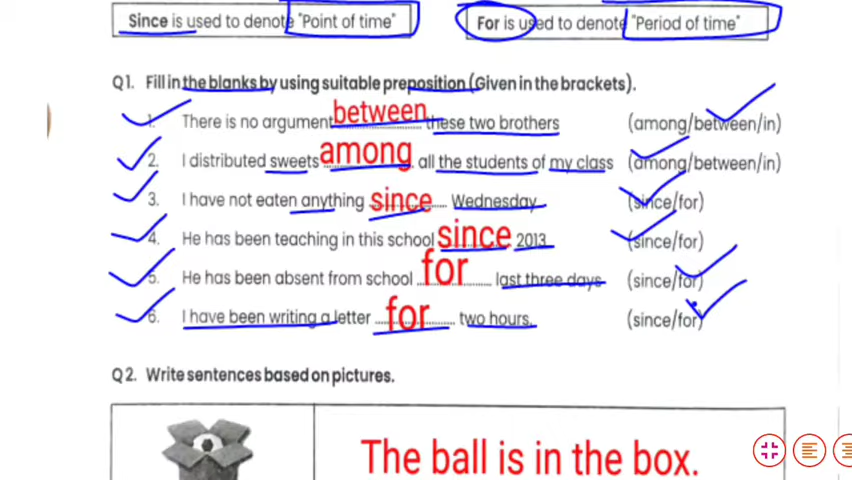 Since is used to denote "Point of time"
For is used to denote "Period of time"
Q1. Fill in the blanks by using suitable preposition (Given in the brackets).
1. There is no argument between these two brothers (among/between/in)
2. I distributed sweets among all the students of my class (among/between/in)
3. I have not eaten anything since Wednesday (since/for)
4. He has been teaching in this school since 2013 (since/for)
5. He has been absent from school for last three days (since/for)
6. I have been writing a letter for two hours. (since/for)
Q2. Write sentences based on pictures.
The ball is in the box.